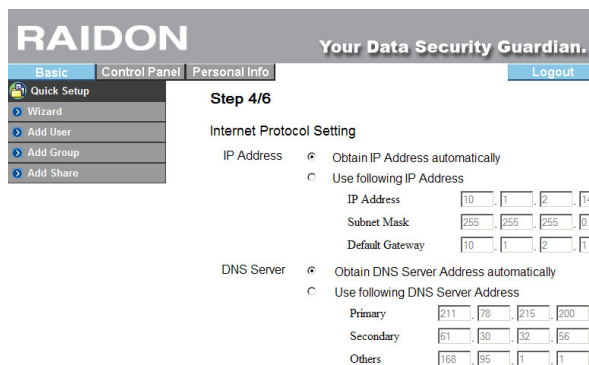 RAIDON
Your Data Security Guardian.
Basic Control Panel Personal Info Logout
Quick Setup
Wizard
Add User
Add Group
Add Share
Step 4/6
Internet Protocol Setting
IP Address Obtain IP Address automatically
Use following IP Address
IP Address 10 . 1 . 2 .
Subnet Mask 255 . 255 . 255 . 0
Default Gateway 10 . 1 . 2 . 1
DNS Server Obtain DNS Server Address automatically
Use following DNS Server Address
Primary 211 . 78 . 215 . 200
Secondary 61 . 30 . 32 . 56
Others 168 . 95 . 1 . 1